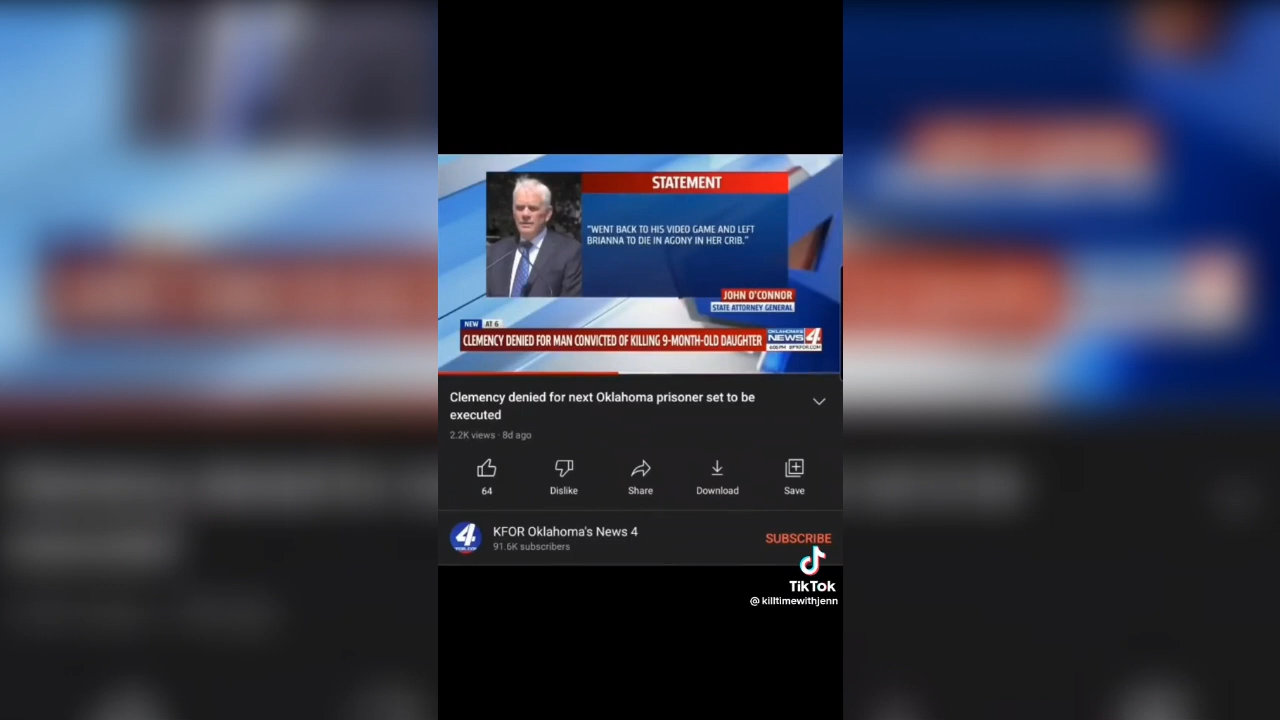 STATEMENT
"WENT BACK TO HIS VIDEO GAME AND LEFT
BRIANNA TO DIE IN AGONY IN HER CRIB."
JOHN O'CONNOR
STATE ATTORNEY GENERAL
NEW AT 6
CLEMENCY DENIED FOR MAN CONVICTED OF KILLING 9-MONTH-OLD DAUGHTER
OKLAHOMA'S
NEWS 4
Clemency denied for next Oklahoma prisoner set to be
executed
2.2K views · 8d ago
64
Dislike
Share
Download
Save
4
KFOR Oklahoma's News 4
91.6K subscribers
SUBSCRIBE
TikTok
@ killtimewithjenn